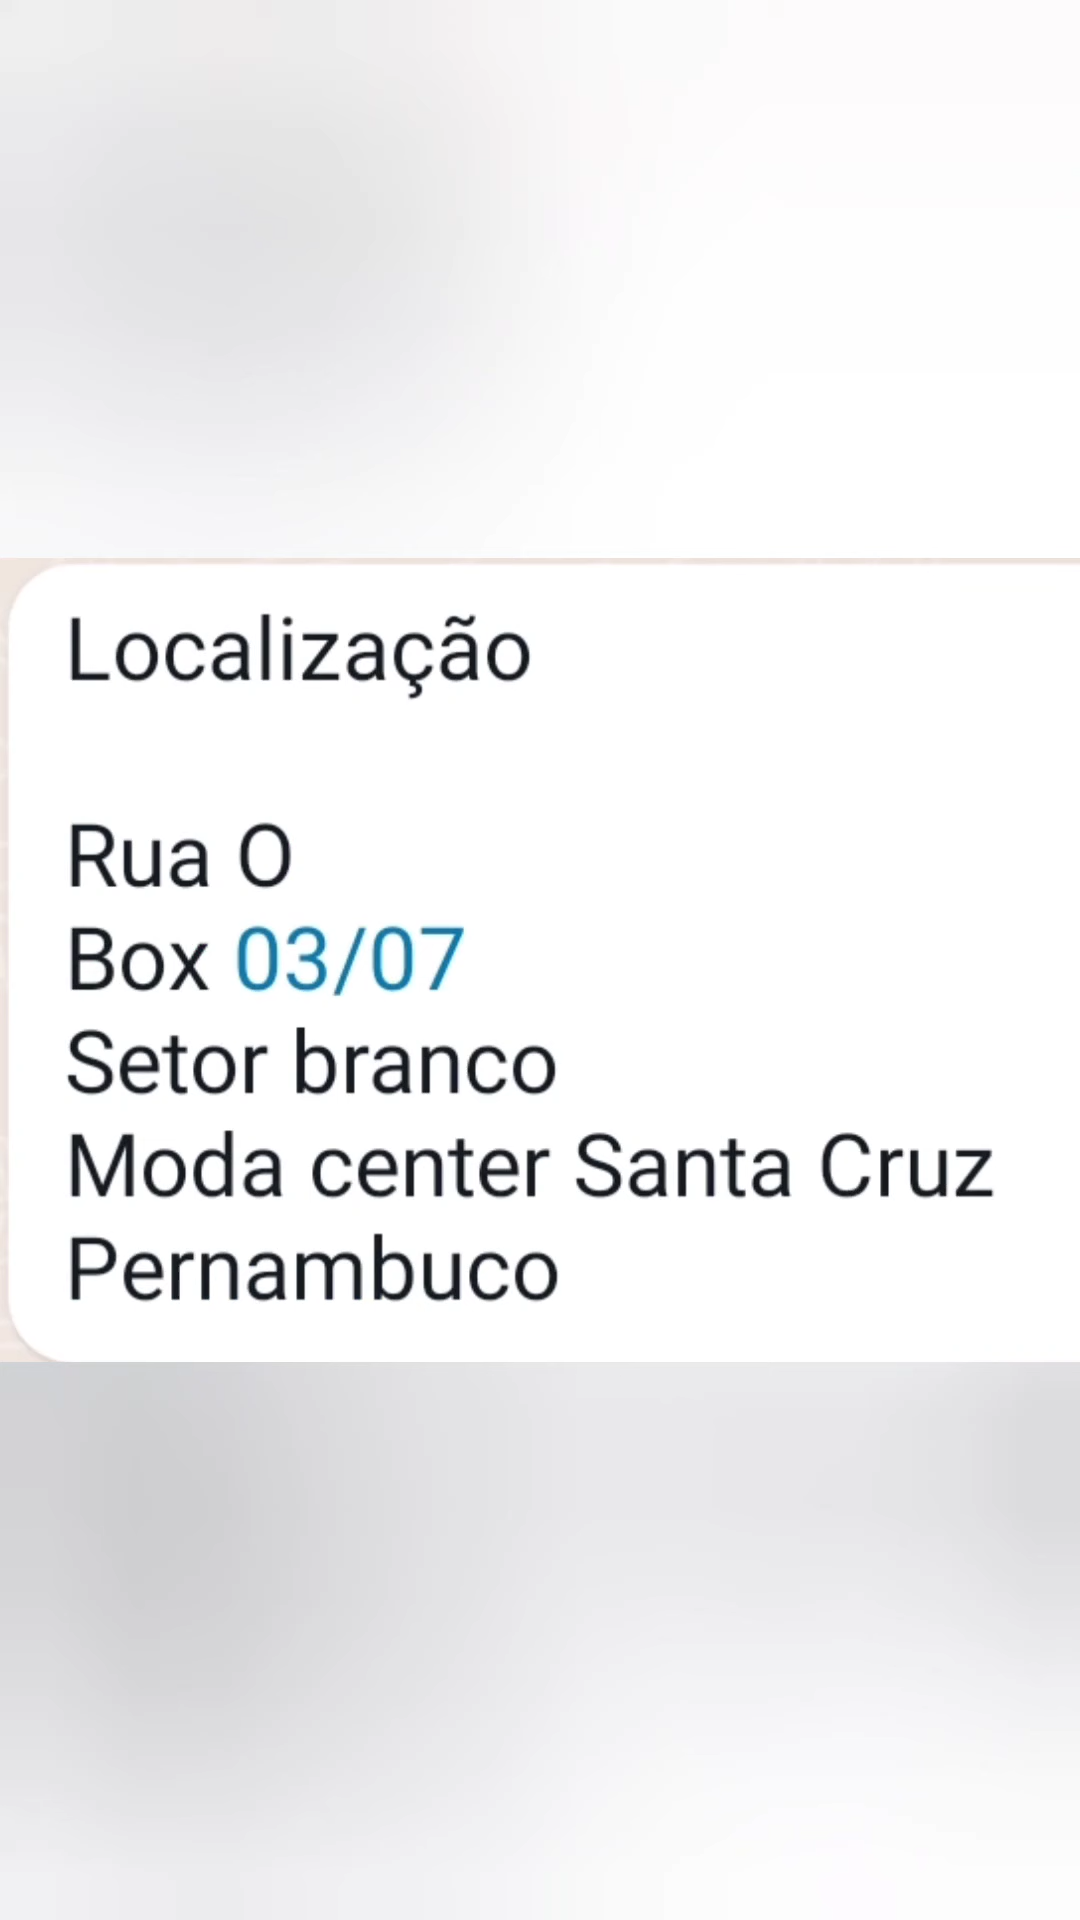 Localização
Rua O
Box 03/07
Setor branco
Moda center Santa Cruz
Pernambuco